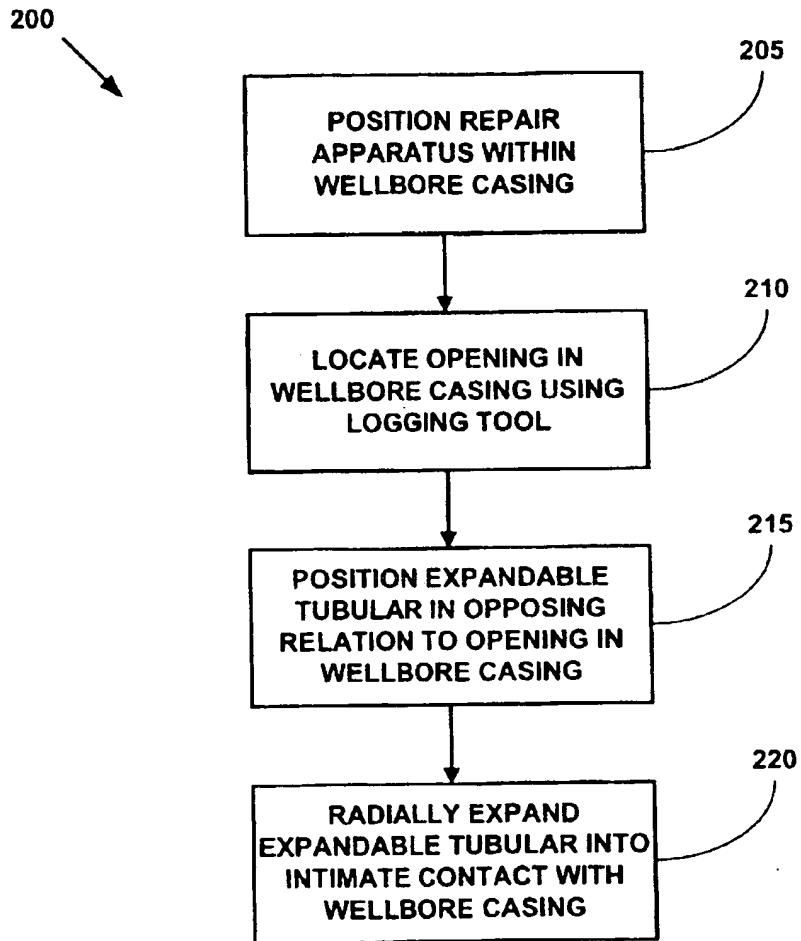 200
205
POSITION REPAIR
APPARATUS WITHIN
WELLBORE CASING
210
LOCATE OPENING IN
WELLBORE CASING USING
LOGGING TOOL
215
POSITION EXPANDABLE
TUBULAR IN OPPOSING
RELATION TO OPENING IN
WELLBORE CASING
220
RADIALLY EXPAND
EXPANDABLE TUBULAR INTO
INTIMATE CONTACT WITH
WELLBORE CASING